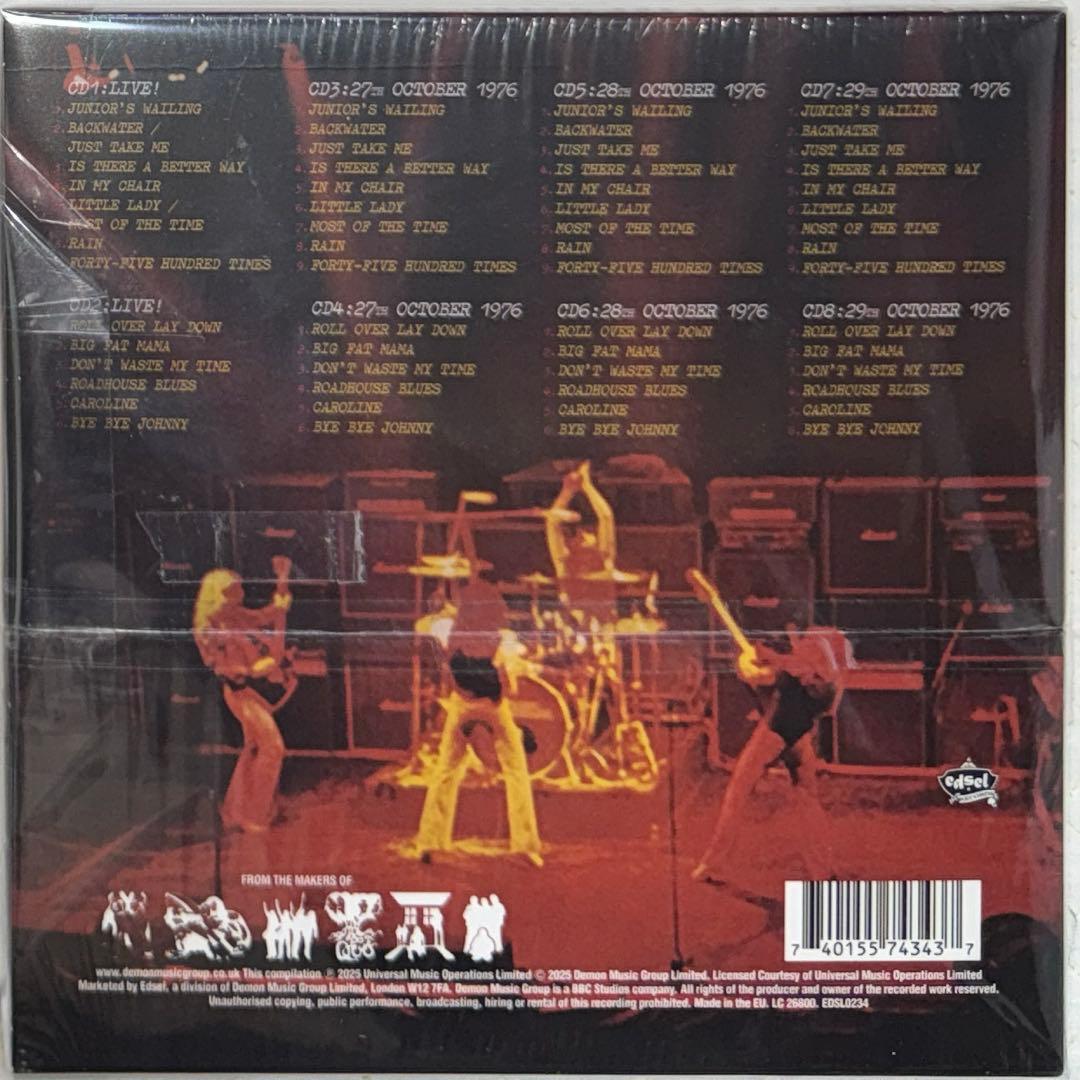 CD1:LIVE!
1. JUNIOR'S WAILING
2. BACKWATER /
JUST TAKE ME
3. IS THERE A BETTER WAY
4. IN MY CHAIR
5. LITTLE LADY /
MOST OF THE TIME
6. RAIN
7. FORTY-FIVE HUNDRED TIMES
CD2:LIVE!
1. ROLL OVER LAY DOWN
2. BIG FAT MAMA
3. DON'T WASTE MY TIME
4. ROADHOUSE BLUES
5. CAROLINE
6. BYE BYE JOHNNY
CD3:27TH OCTOBER 1976
1. JUNIOR'S WAILING
2. BACKWATER
3. JUST TAKE ME
4. IS THERE A BETTER WAY
5. IN MY CHAIR
6. LITTLE LADY
7. MOST OF THE TIME
8. RAIN
9. FORTY-FIVE HUNDRED TIMES
CD4:27TH OCTOBER 1976
1. ROLL OVER LAY DOWN
2. BIG FAT MAMA
3. DON'T WASTE MY TIME
4. ROADHOUSE BLUES
5. CAROLINE
6. BYE BYE JOHNNY
CD5:28TH OCTOBER 1976
1. JUNIOR'S WAILING
2. BACKWATER
3. JUST TAKE ME
4. IS THERE A BETTER WAY
5. IN MY CHAIR
6. LITTLE LADY
7. MOST OF THE TIME
8. RAIN
9. FORTY-FIVE HUNDRED TIMES
CD6:28TH OCTOBER 1976
1. ROLL OVER LAY DOWN
2. BIG FAT MAMA
3. DON'T WASTE MY TIME
4. ROADHOUSE BLUES
5. CAROLINE
6. BYE BYE JOHNNY
CD7:29TH OCTOBER 1976
1. JUNIOR'S WAILING
2. BACKWATER
3. JUST TAKE ME
4. IS THERE A BETTER WAY
5. IN MY CHAIR
6. LITTLE LADY
7. MOST OF THE TIME
8. RAIN
9. FORTY-FIVE HUNDRED TIMES
CD8:29TH OCTOBER 1976
1. ROLL OVER LAY DOWN
2. BIG FAT MAMA
3. DON'T WASTE MY TIME
4. ROADHOUSE BLUES
5. CAROLINE
6. BYE BYE JOHNNY
edsel
FROM THE MAKERS OF
QUO
7 40155 74343 7
www.demonmusicgroup.co.uk This compilation ℗ 2025 Universal Music Operations Limited © 2025 Demon Music Group Limited. Licensed Courtesy of Universal Music Operations Limited
Marketed by Edsel, a division of Demon Music Group Limited, London W12 7FA. Demon Music Group is a BBC Studios company. All rights of the producer and owner of the recorded work reserved.
Unauthorised copying, public performance, broadcasting, hiring or rental of this recording prohibited. Made in the EU. LC 26800. EDSL0234